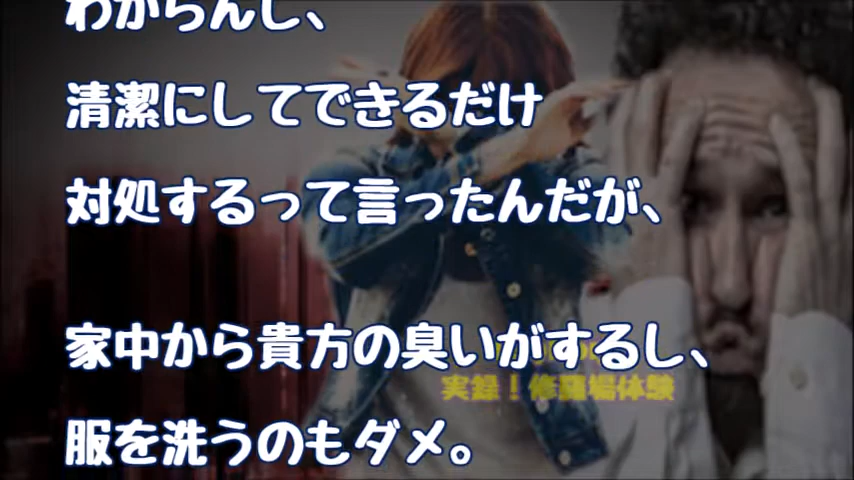 わからんし、
清潔にしてできるだけ
対処するって言ったんだが、
家中から貴方の臭いがするし、
実録！修羅場体験
服を洗うのもダメ。